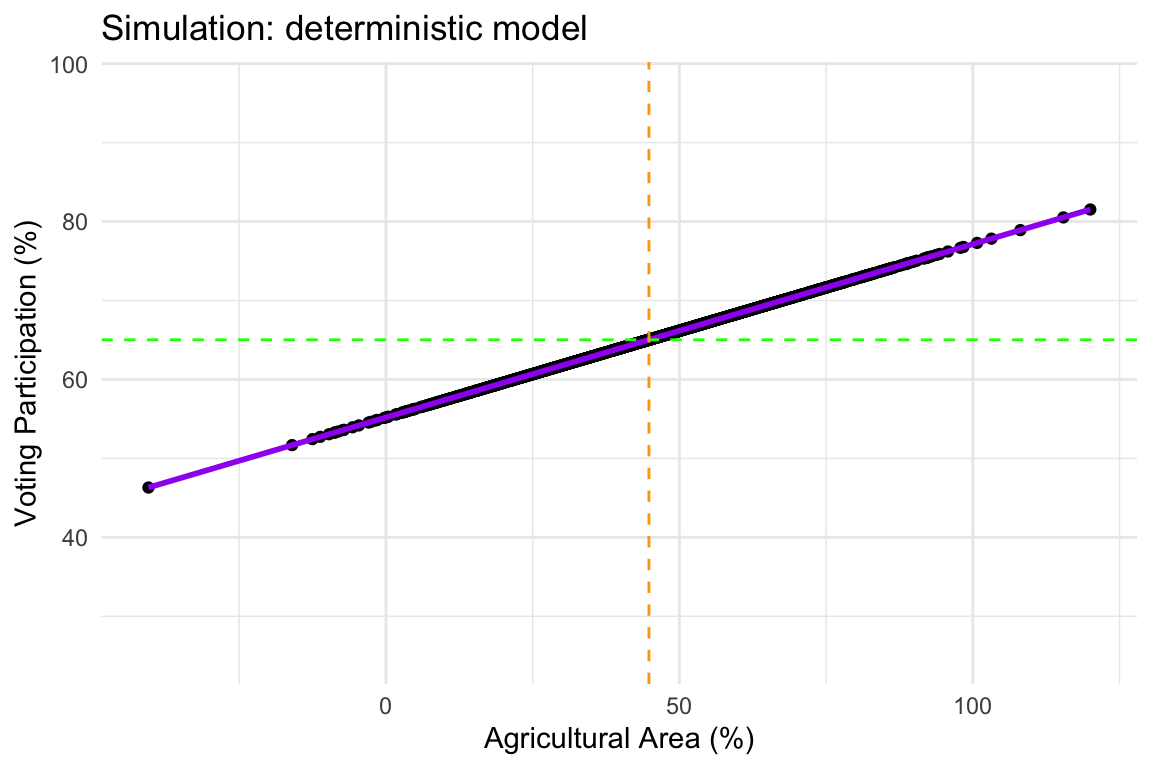 Simulation: deterministic model
100
80
60
40
Voting Participation (%)
0 50 100
Agricultural Area (%)